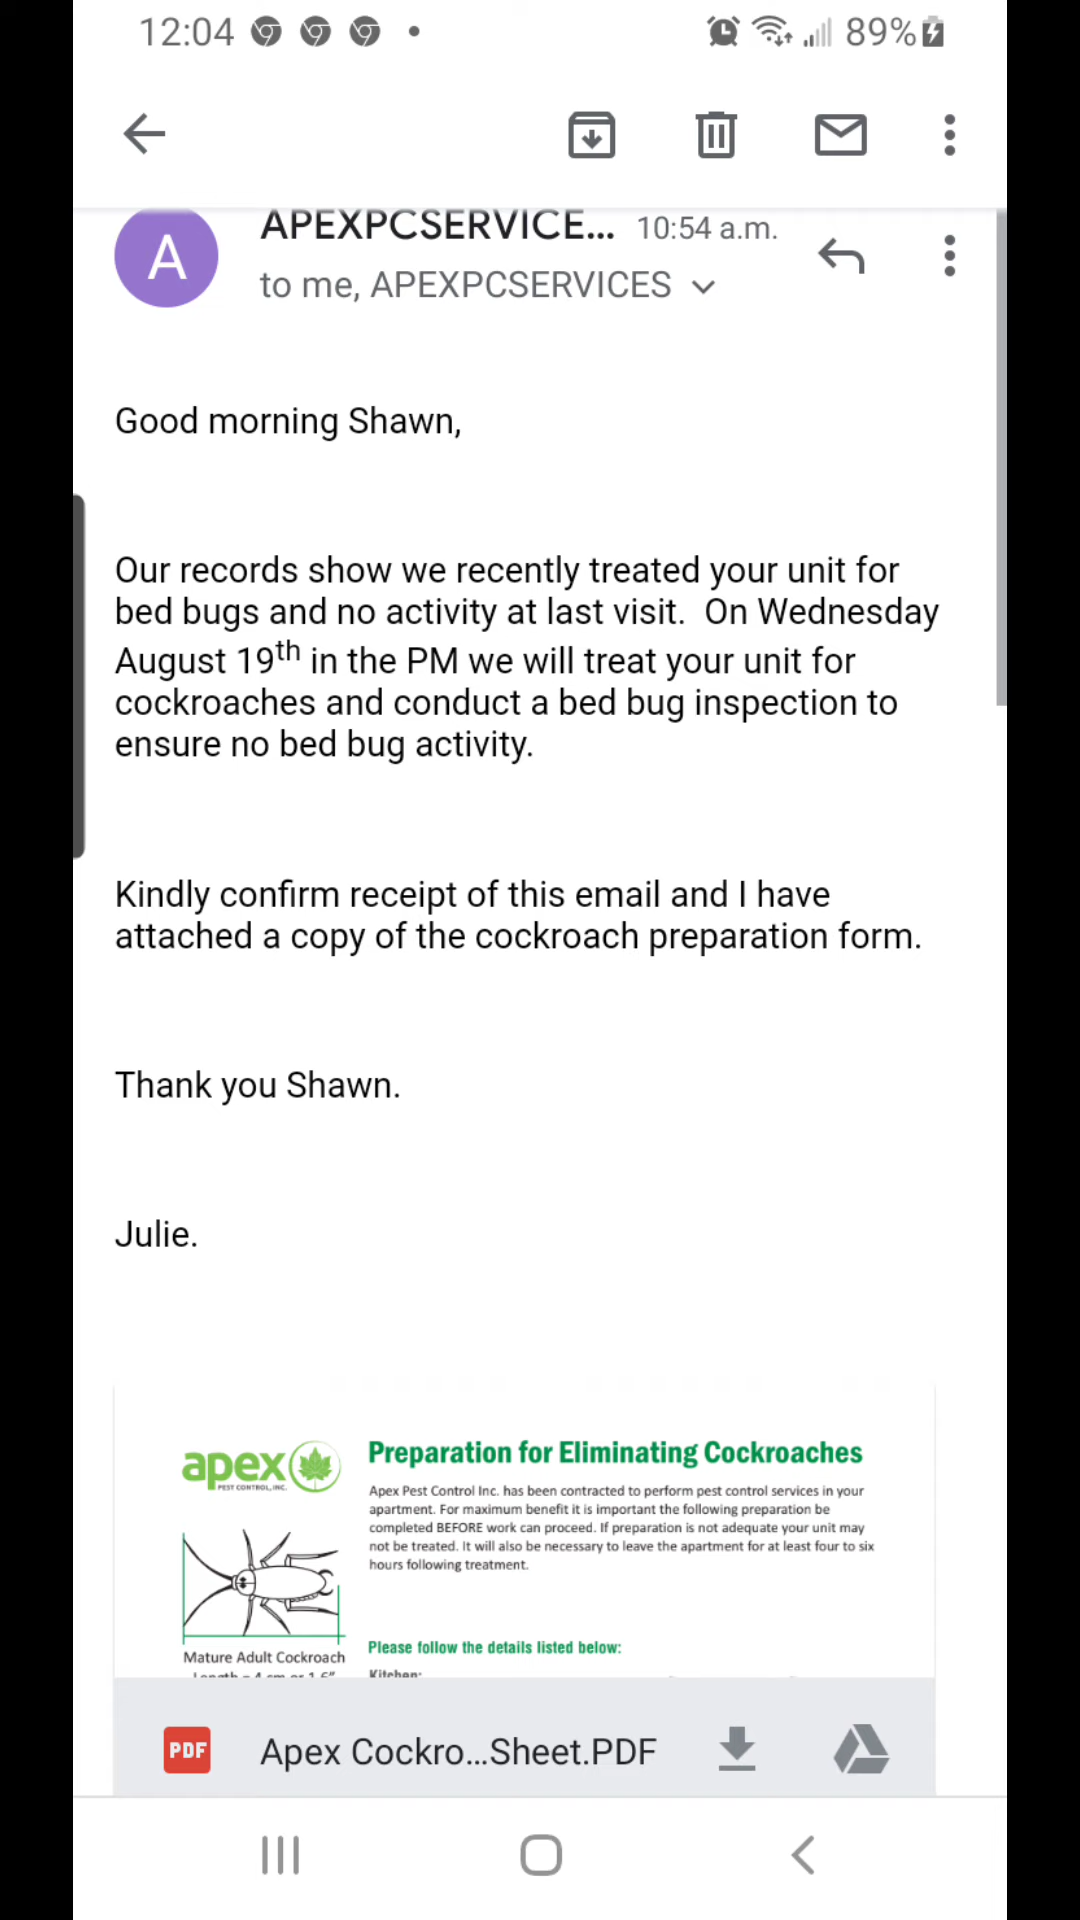 12:04
89%
APEXPCSERVICE... 10:54 a.m.
A
to me, APEXPCSERVICES
Good morning Shawn,
Our records show we recently treated your unit for
bed bugs and no activity at last visit.  On Wednesday
August 19th in the PM we will treat your unit for
cockroaches and conduct a bed bug inspection to
ensure no bed bug activity.
Kindly confirm receipt of this email and I have
attached a copy of the cockroach preparation form.
Thank you Shawn.
Julie.
apex
PEST CONTROL, INC.
Preparation for Eliminating Cockroaches
Apex Pest Control Inc. has been contracted to perform pest control services in your
apartment. For maximum benefit it is important the following preparation be
completed BEFORE work can proceed. If preparation is not adequate your unit may
not be treated. It will also be necessary to leave the apartment for at least four to six
hours following treatment.
Mature Adult Cockroach
Length = 4 cm or 1.6"
Please follow the details listed below:
Kitchen:
PDF
Apex Cockro...Sheet.PDF